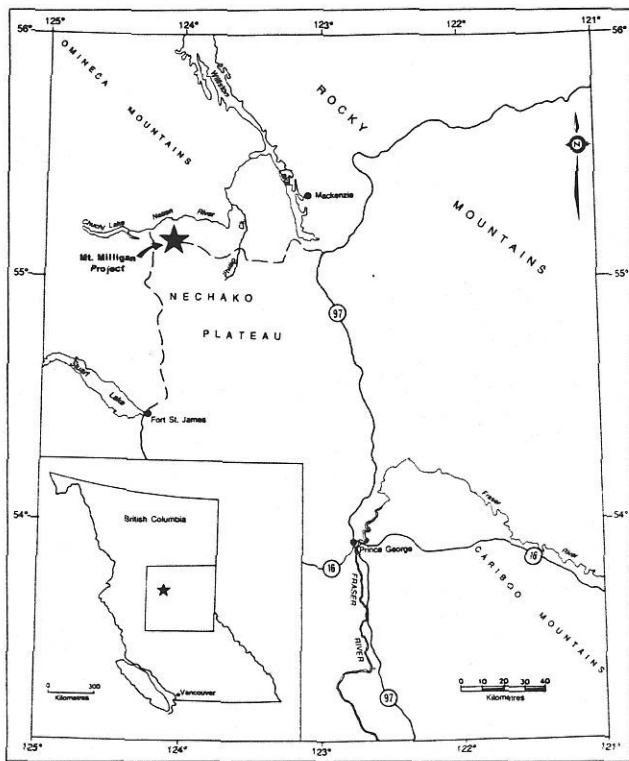 125°
124°
123°
122°
121°
56°
56°
OMINECA
MOUNTAINS
Williston
Lake
ROCKY
MOUNTAINS
N
Mackenzie
Nation
River
Chuchi Lake
Mt. Milligan
Project
55°
55°
NECHAKO
PLATEAU
97
Stuart
Lake
Fort St. James
54°
54°
British Columbia
Fraser
River
Prince George
16
16
CARIBOO MOUNTAINS
FRASER
RIVER
97
0 300
Kilometres
Vancouver
0 10 20 30 40
Kilometres
125°
124°
123°
122°
121°